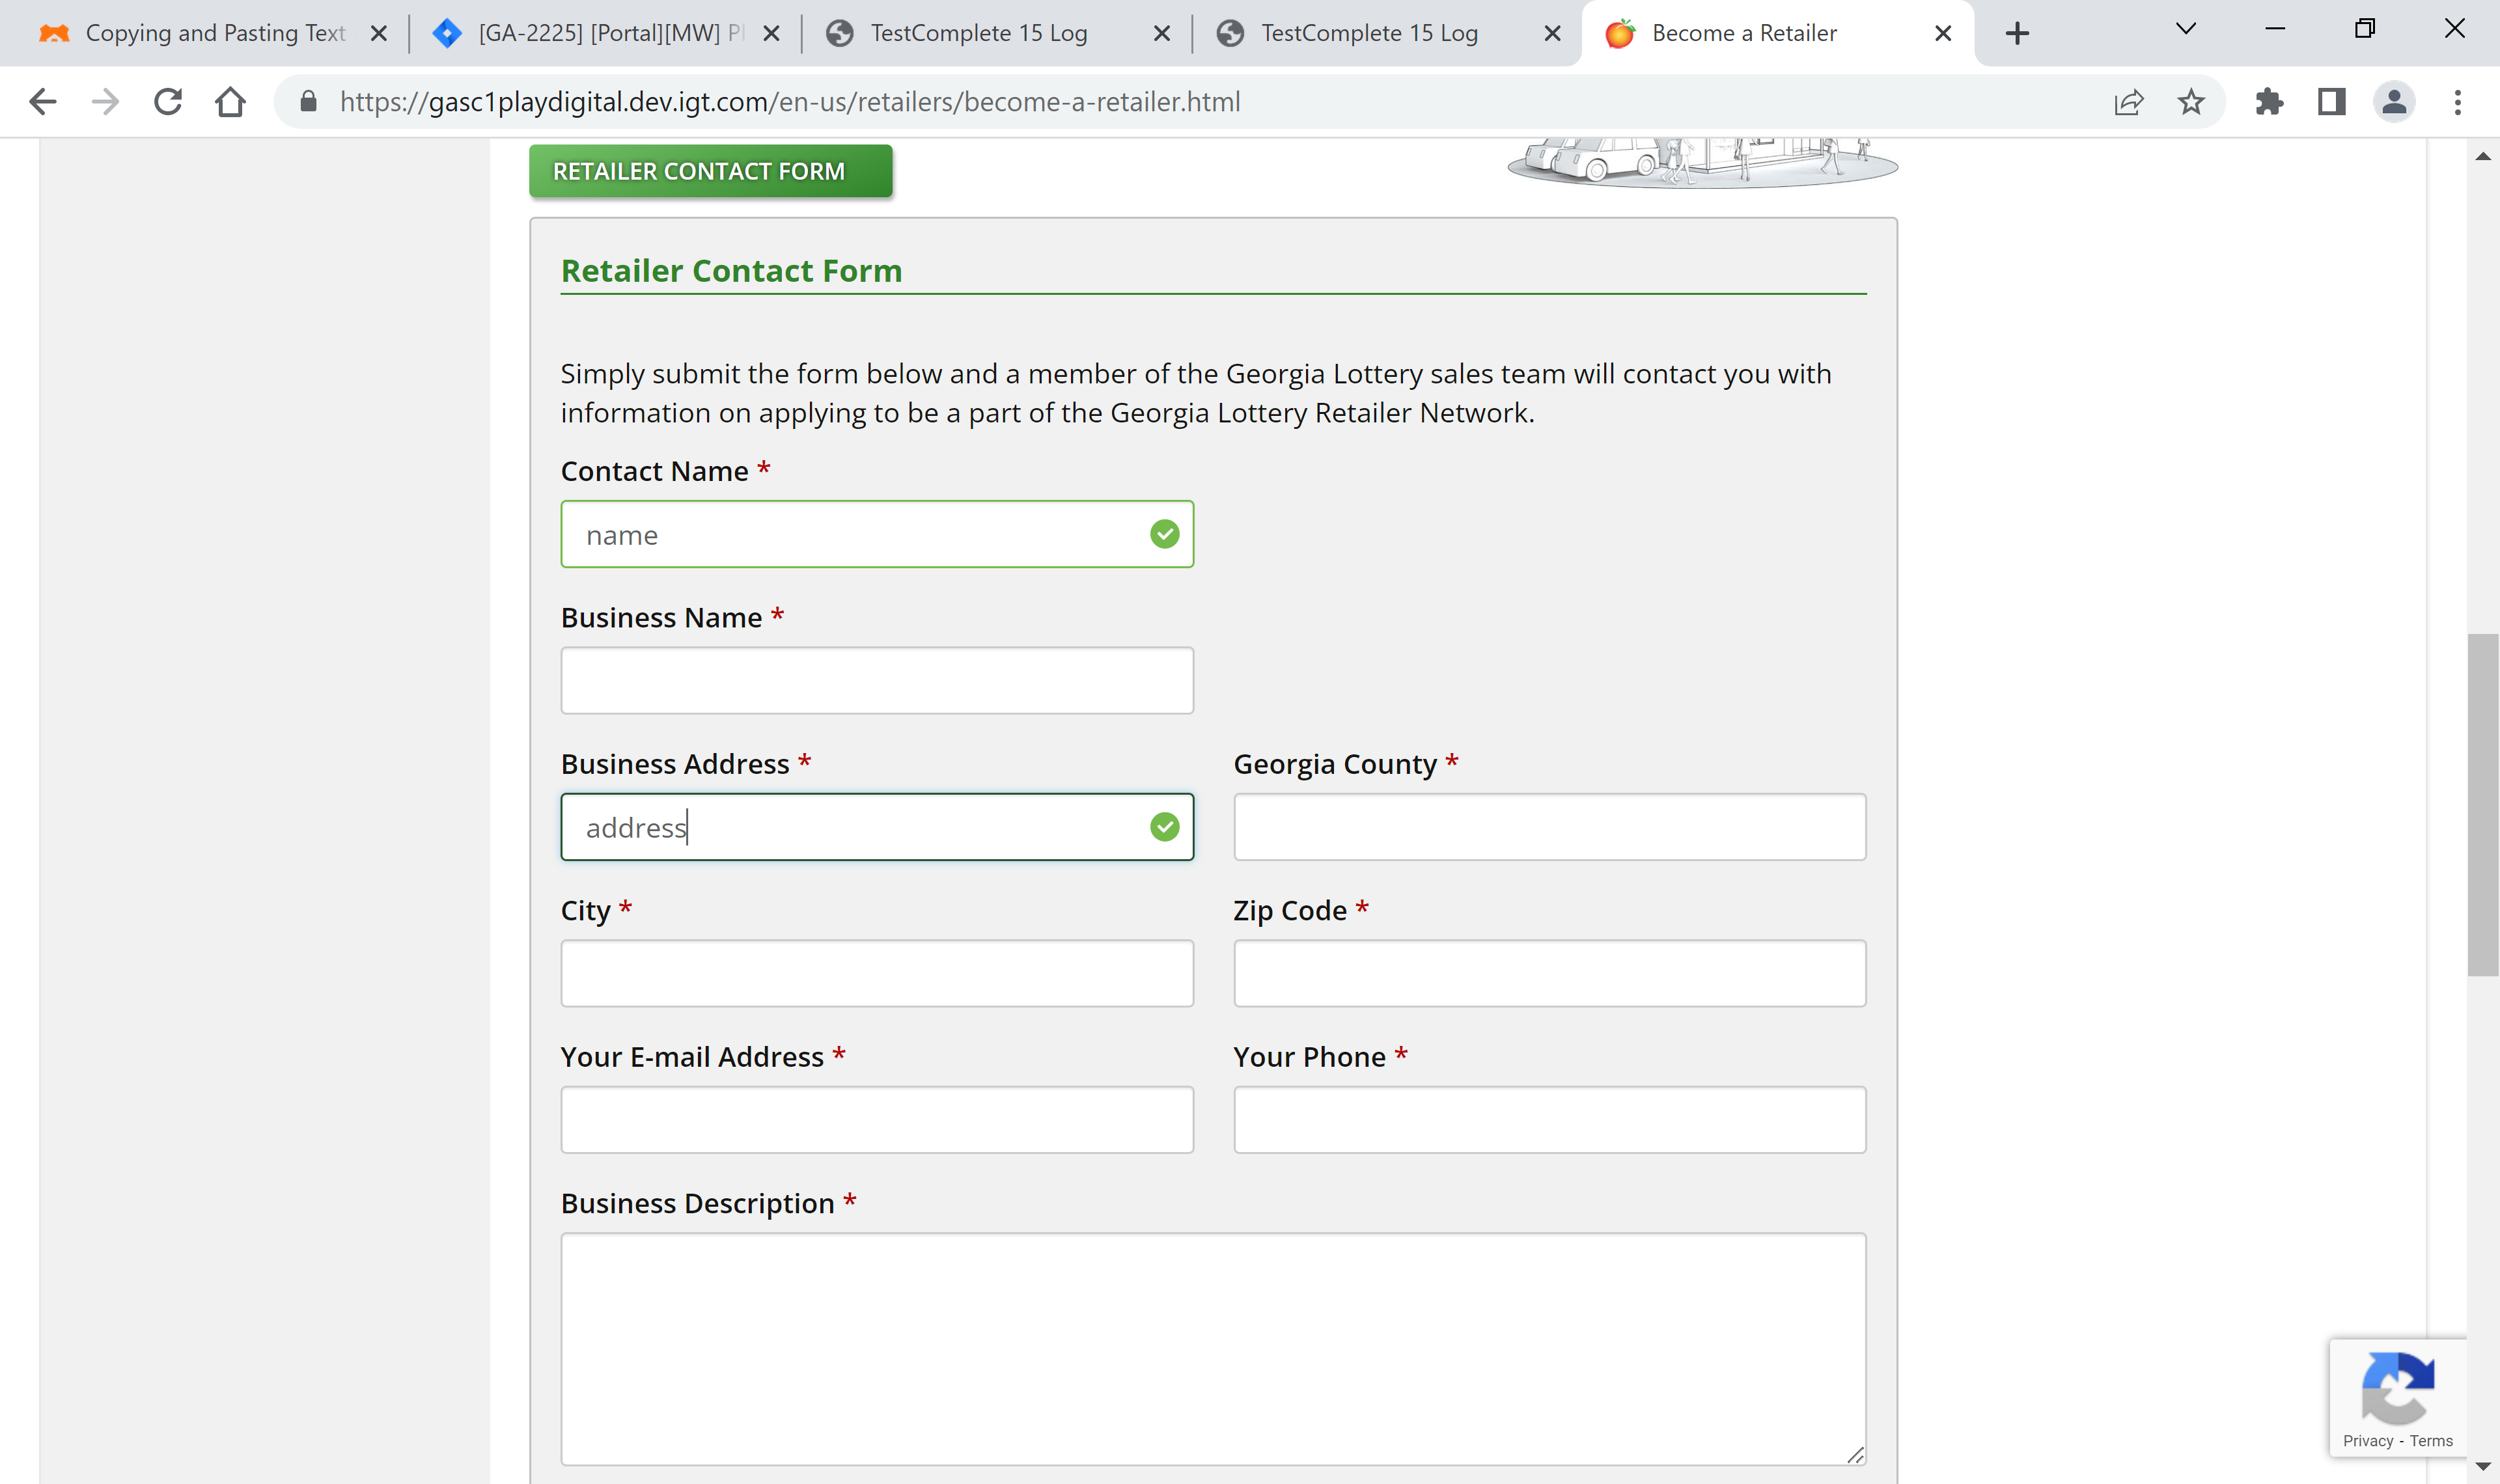 Copying and Pasting Text
[GA-2225] [Portal][MW] Pl
TestComplete 15 Log
TestComplete 15 Log
Become a Retailer
https://gasc1playdigital.dev.igt.com/en-us/retailers/become-a-retailer.html
RETAILER CONTACT FORM
Retailer Contact Form
Simply submit the form below and a member of the Georgia Lottery sales team will contact you with
information on applying to be a part of the Georgia Lottery Retailer Network.
Contact Name *
name
Business Name *
Business Address *
Georgia County *
address
City *
Zip Code *
Your E-mail Address *
Your Phone *
Business Description *
Privacy - Terms